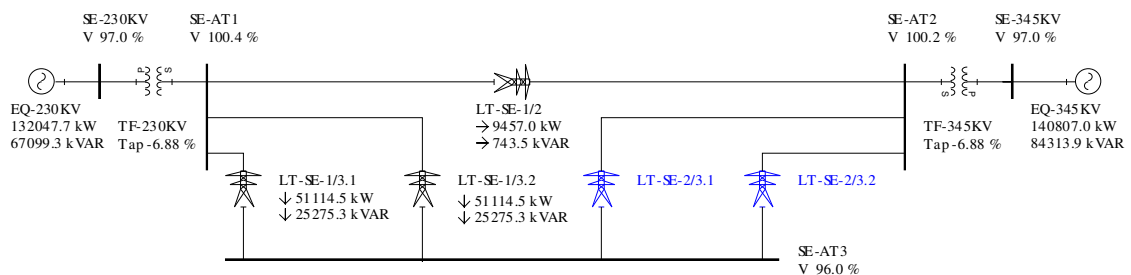 SE-230KV
V 97.0 %
SE-AT1
V 100.4 %
SE-AT2
V 100.2 %
SE-345KV
V 97.0 %
P
S
S
P
EQ-230KV
132047.7 kW
67099.3 kVAR
TF-230KV
Tap -6.88 %
LT-SE-1/2
→ 9457.0 kW
→ 743.5 kVAR
TF-345KV
Tap -6.88 %
EQ-345KV
140807.0 kW
84313.9 kVAR
LT-SE-1/3.1
↓ 51114.5 kW
↓ 25275.3 kVAR
LT-SE-1/3.2
↓ 51114.5 kW
↓ 25275.3 kVAR
LT-SE-2/3.1
LT-SE-2/3.2
SE-AT3
V 96.0 %